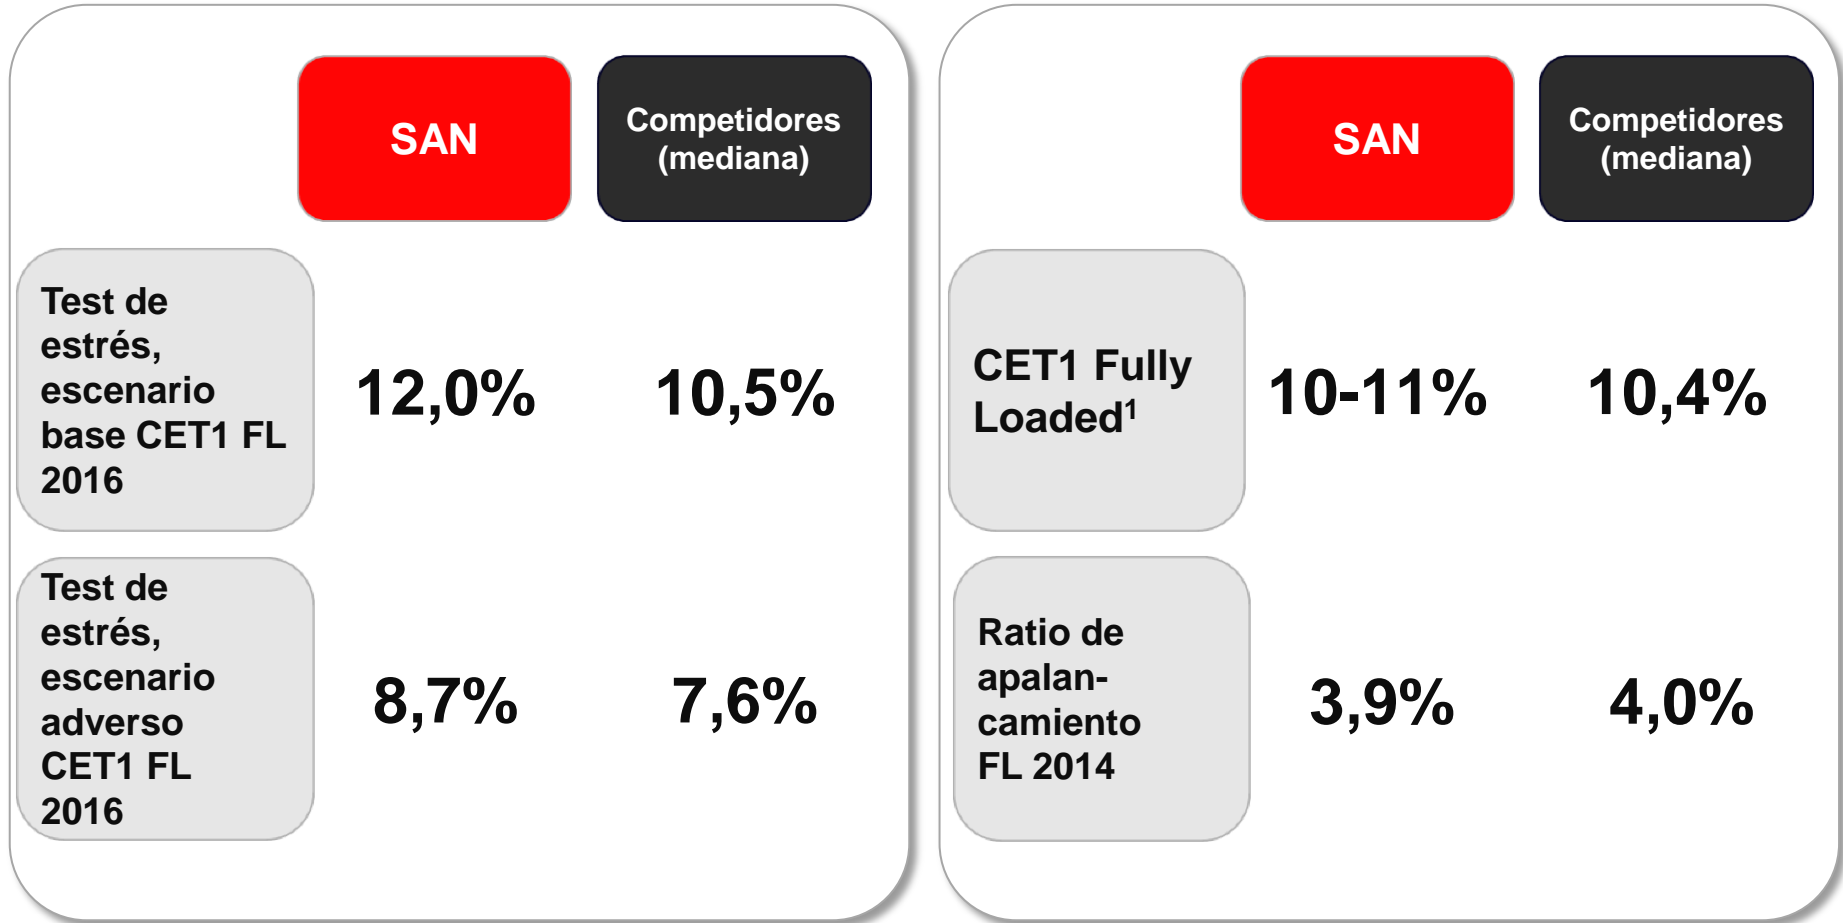 SAN
Competidores
(mediana)
Test de
estrés,
escenario
base CET1 FL
2016
12,0%
10,5%
Test de
estrés,
escenario
adverso
CET1 FL
2016
8,7%
7,6%
SAN
Competidores
(mediana)
CET1 Fully
Loaded¹
10-11%
10,4%
Ratio de
apalan-
camiento
FL 2014
3,9%
4,0%